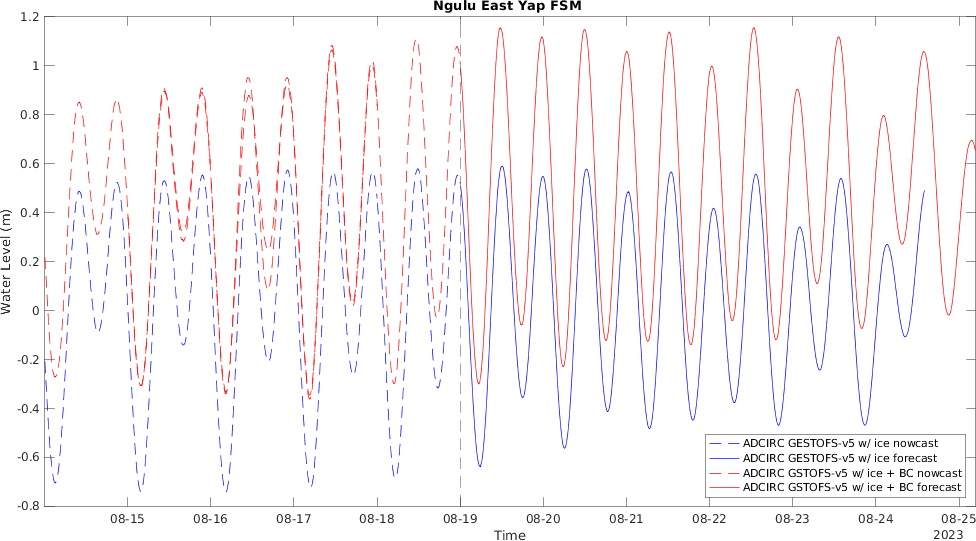 Ngulu East Yap FSM
1.2
1
0.8
0.6
0.4
0.2
0
-0.2
-0.4
-0.6
-0.8
Water Level (m)
ADCIRC GESTOFS-v5 w/ ice nowcast
ADCIRC GESTOFS-v5 w/ ice forecast
ADCIRC GSTOFS-v5 w/ ice + BC nowcast
ADCIRC GSTOFS-v5 w/ ice + BC forecast
08-15 08-16 08-17 08-18 08-19 08-20 08-21 08-22 08-23 08-24 08-25
Time
2023